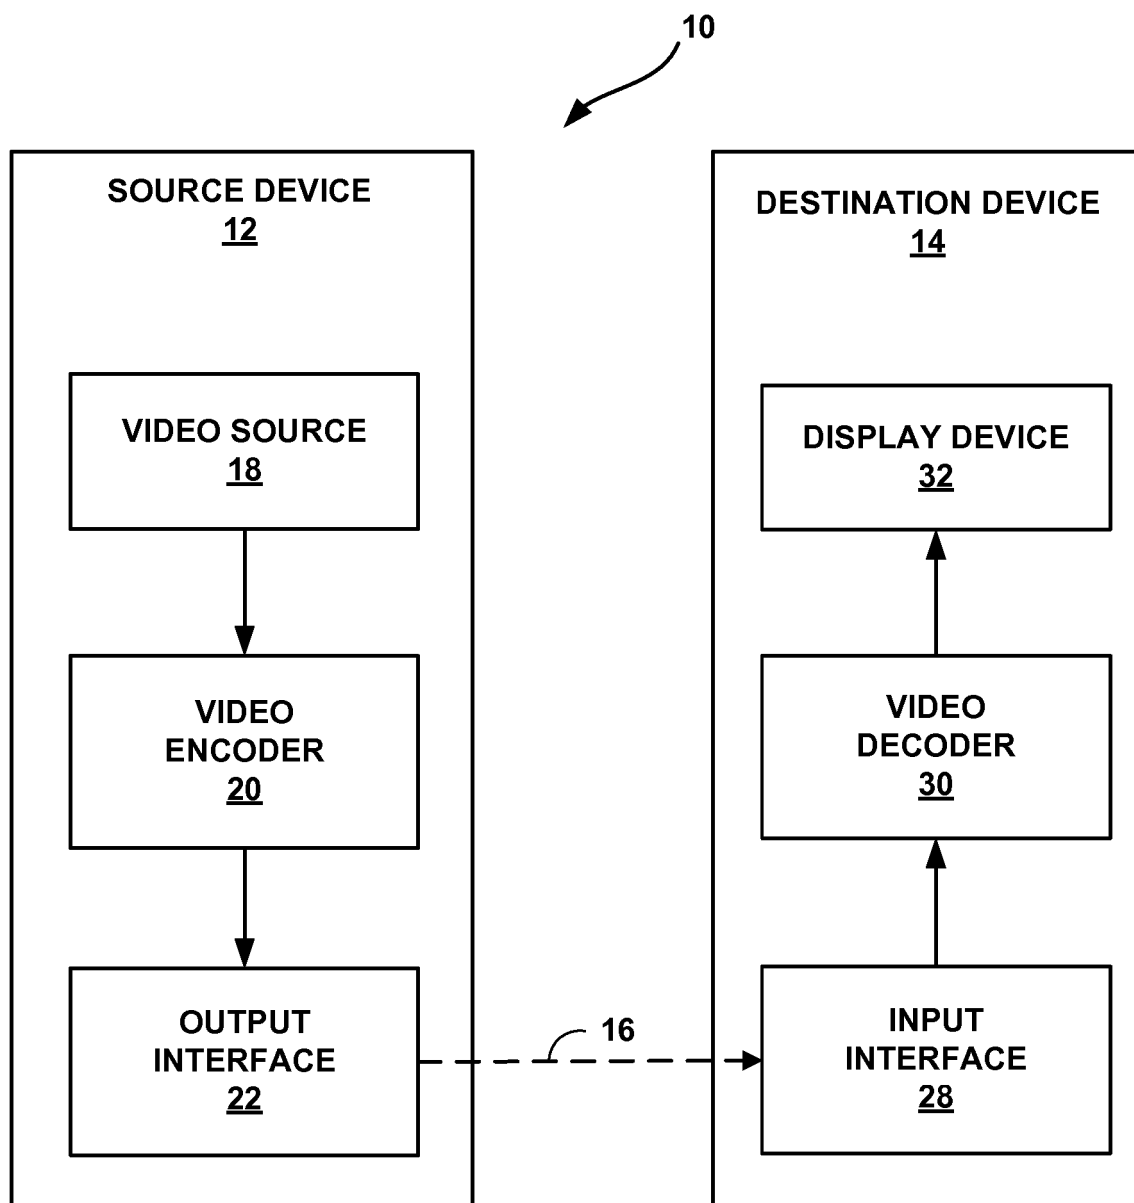 10
SOURCE DEVICE
12
VIDEO SOURCE
18
VIDEO
ENCODER
20
OUTPUT
INTERFACE
22
16
DESTINATION DEVICE
14
DISPLAY DEVICE
32
VIDEO
DECODER
30
INPUT
INTERFACE
28